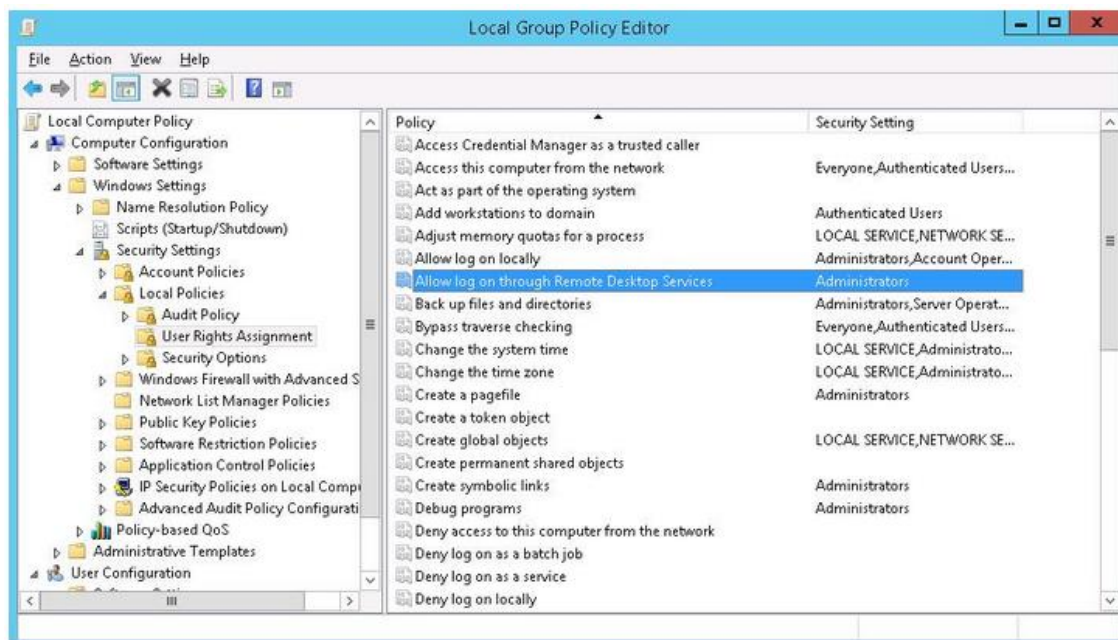 Local Group Policy Editor
File Action View Help
Local Computer Policy
Computer Configuration
Software Settings
Windows Settings
Name Resolution Policy
Scripts (Startup/Shutdown)
Security Settings
Account Policies
Local Policies
Audit Policy
User Rights Assignment
Security Options
Windows Firewall with Advanced S
Network List Manager Policies
Public Key Policies
Software Restriction Policies
Application Control Policies
IP Security Policies on Local Compu
Advanced Audit Policy Configurati
Policy-based QoS
Administrative Templates
User Configuration
Policy Security Setting
Access Credential Manager as a trusted caller
Access this computer from the network Everyone,Authenticated Users...
Act as part of the operating system
Add workstations to domain Authenticated Users
Adjust memory quotas for a process LOCAL SERVICE,NETWORK SE...
Allow log on locally Administrators,Account Oper...
Allow log on through Remote Desktop Services Administrators
Back up files and directories Administrators,Server Operat...
Bypass traverse checking Everyone,Authenticated Users...
Change the system time LOCAL SERVICE,Administrato...
Change the time zone LOCAL SERVICE,Administrato...
Create a pagefile Administrators
Create a token object
Create global objects LOCAL SERVICE,NETWORK SE...
Create permanent shared objects
Create symbolic links Administrators
Debug programs Administrators
Deny access to this computer from the network
Deny log on as a batch job
Deny log on as a service
Deny log on locally